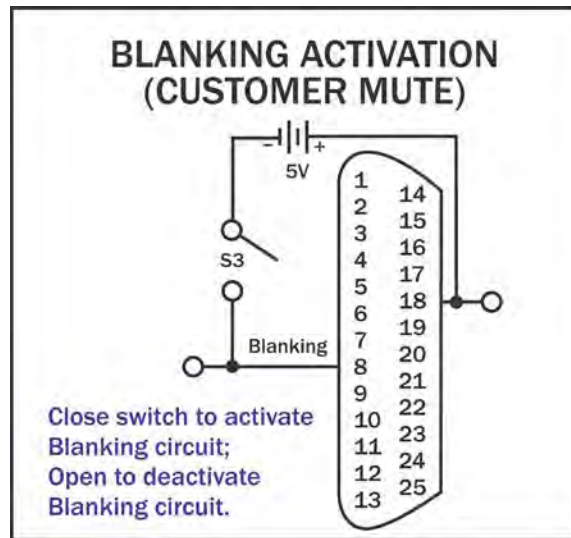 BLANKING ACTIVATION
(CUSTOMER MUTE)
– +
5V
1
14
2
15
3
16
S3
4
17
5
18
6
19
7
Blanking
20
8
21
9
22
10
23
11
24
12
25
13
Close switch to activate
Blanking circuit;
Open to deactivate
Blanking circuit.